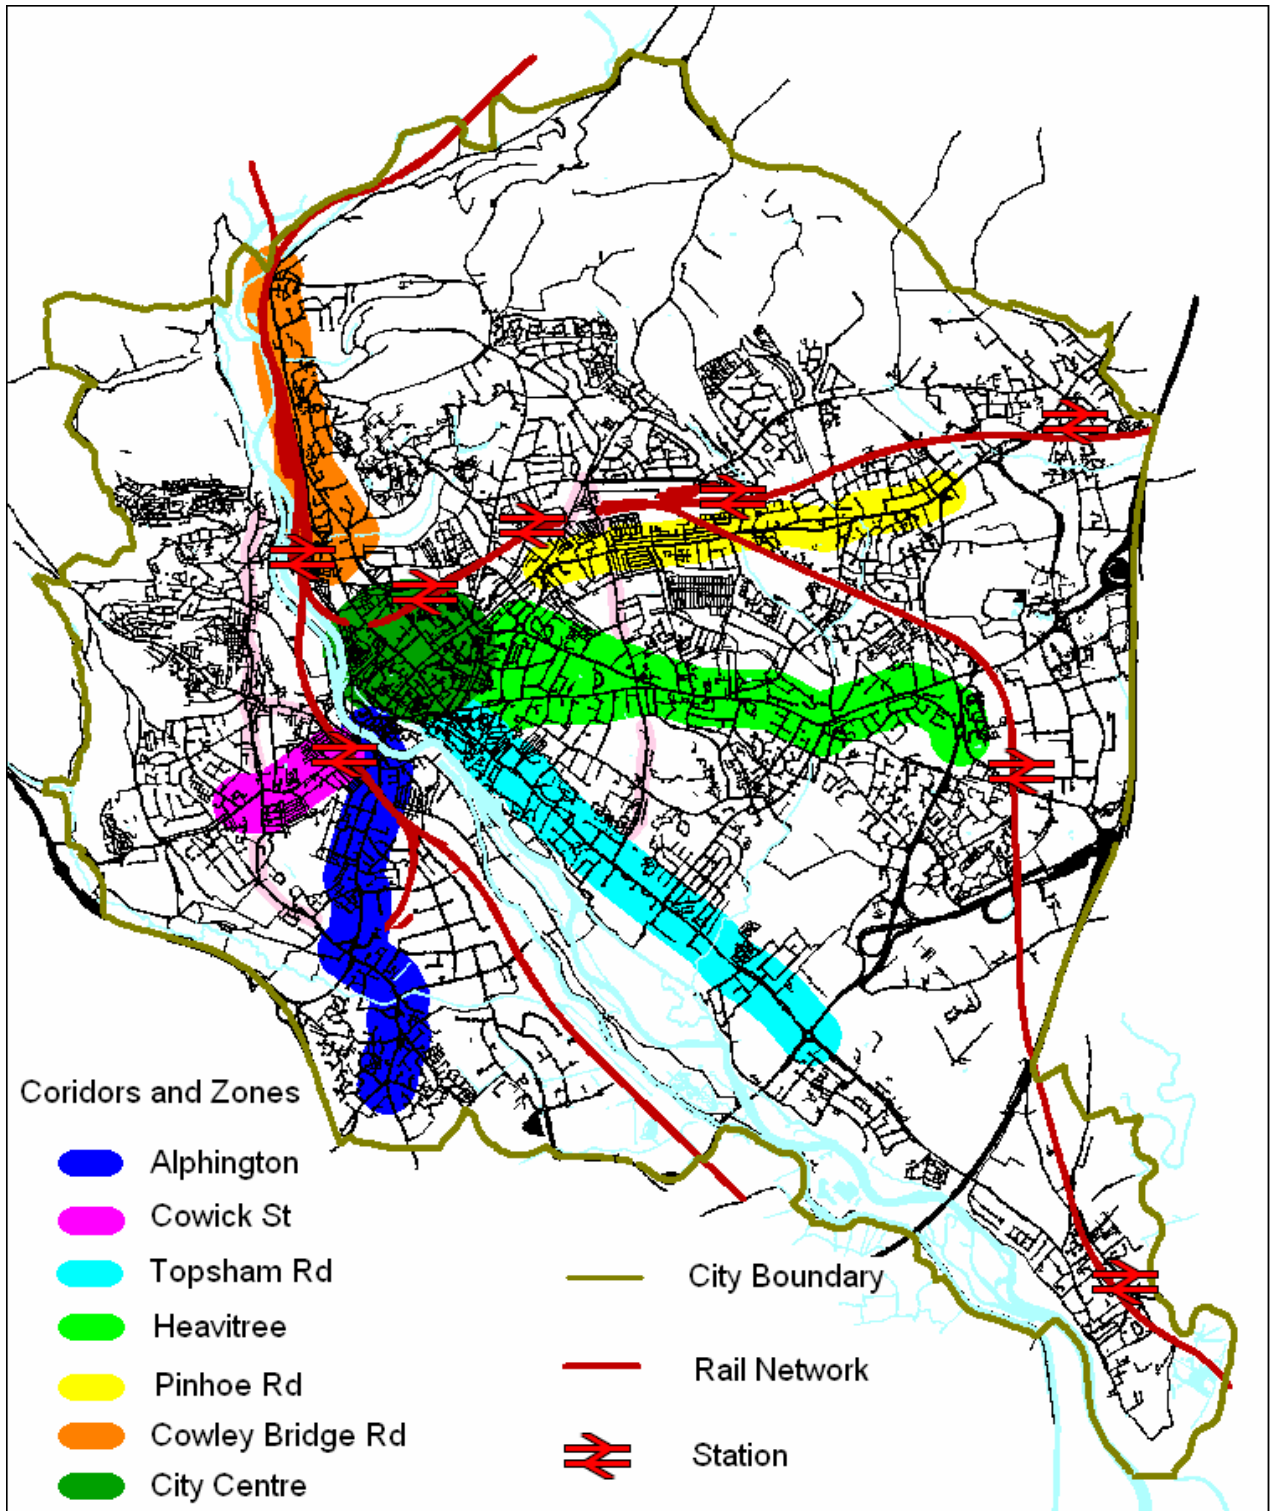 Coridors and Zones
Alphington
Cowick St
Topsham Rd
Heavitree
Pinhoe Rd
Cowley Bridge Rd
City Centre
City Boundary
Rail Network
Station